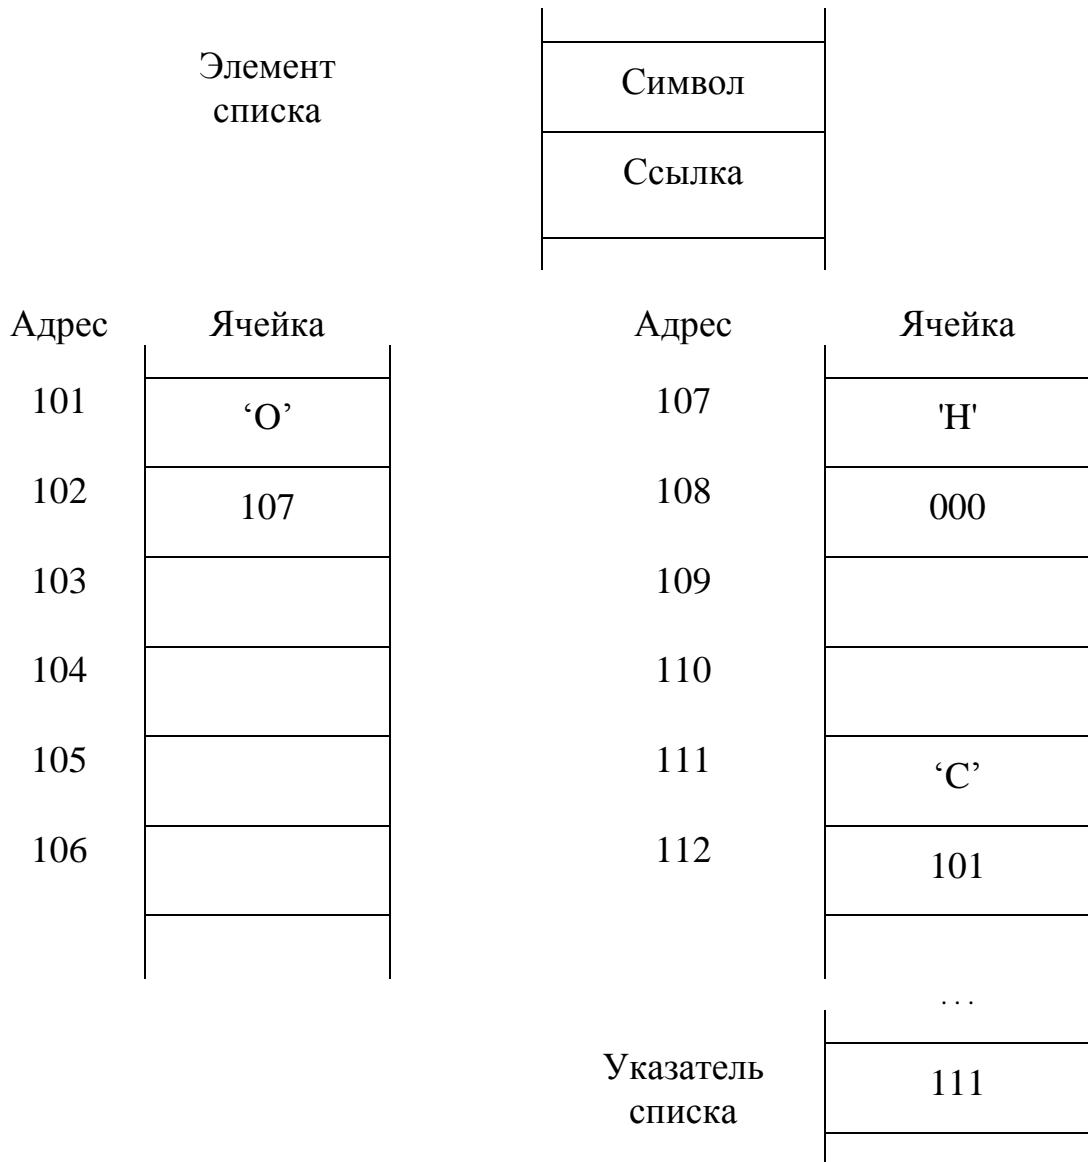 Элемент
списка
Символ
Ссылка
Адрес Ячейка Адрес Ячейка
101 ‘О’ 107 'Н'
102 107 108 000
103 109
104 110
105 111 ‘С’
106 112 101
...
Указатель
списка
111